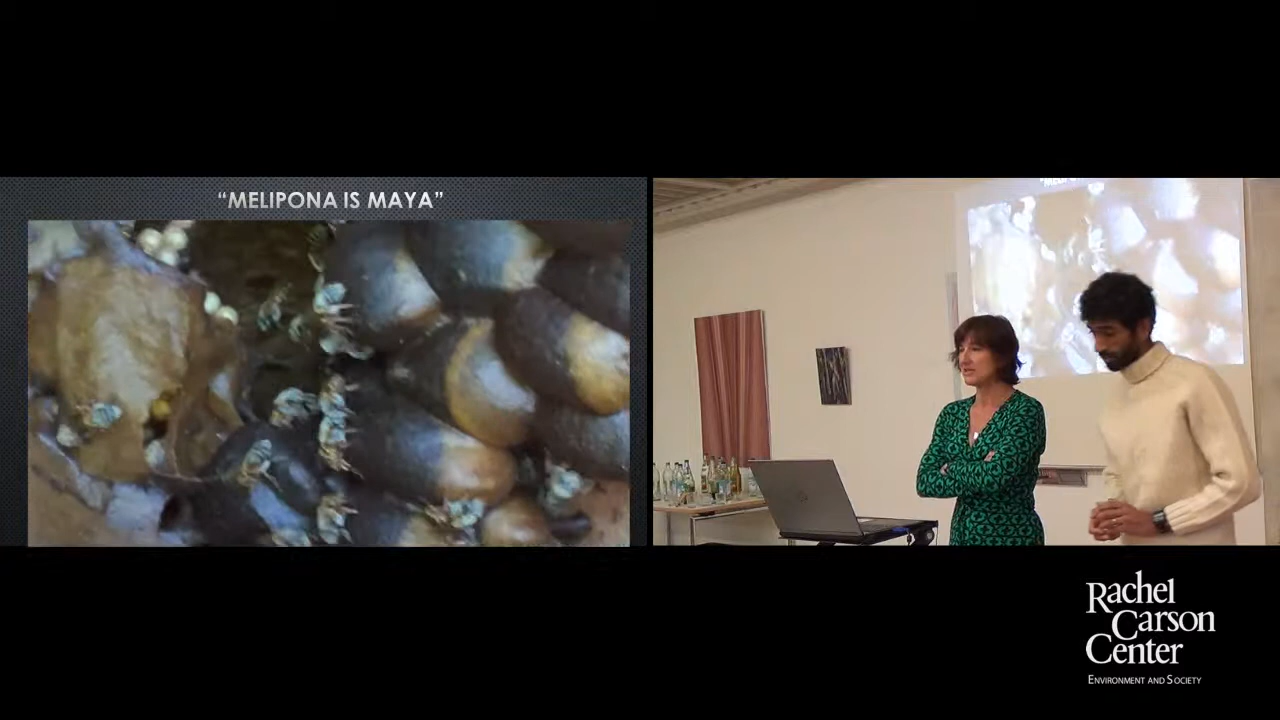 “MELIPONA IS MAYA”
Rachel
Carson
Center
ENVIRONMENT AND SOCIETY